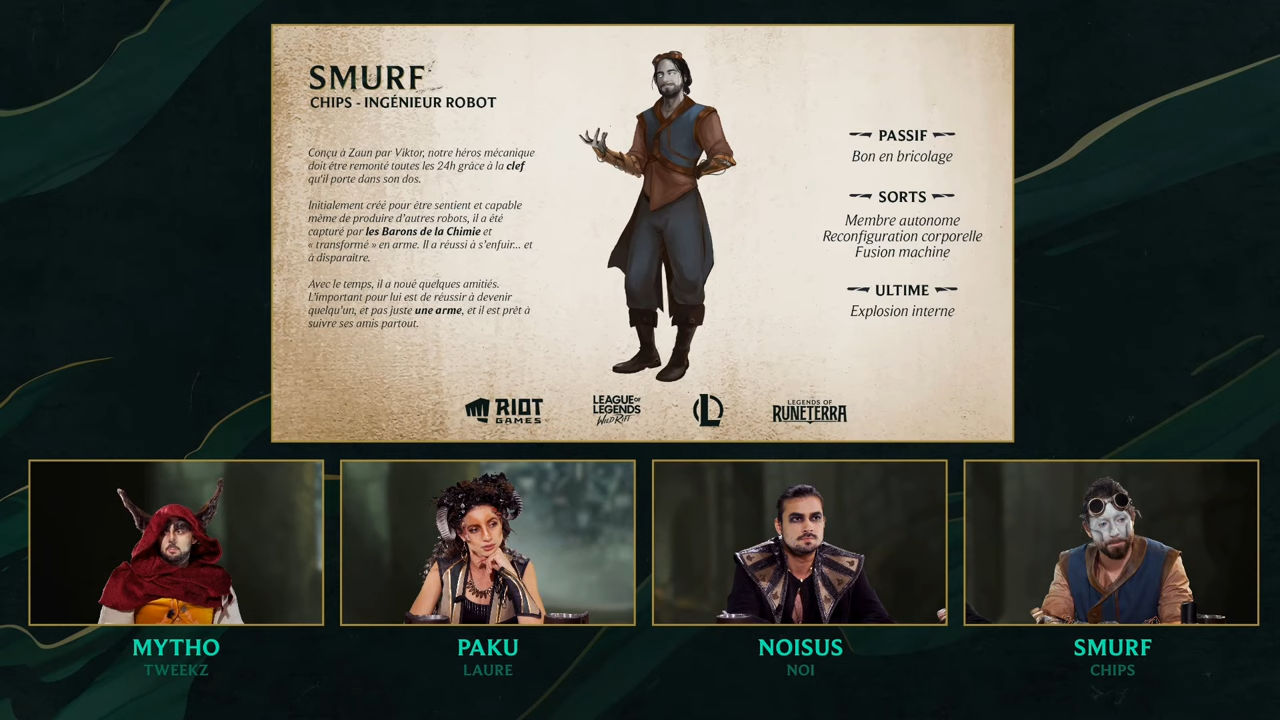 SMURF
CHIPS - INGÉNIEUR ROBOT
Conçu à Zaun par Viktor, notre héros mécanique
doit être remonté toutes les 24h grâce à la clef
qu'il porte dans son dos.
Initialement créé pour être sentient et capable
même de produire d'autres robots, il a été
capturé par les Barons de la Chimie et
« transformé » en arme. Il a réussi à s'enfuir... et
à disparaître.
Avec le temps, il a noué quelques amitiés.
L'important pour lui est de réussir à devenir
quelqu'un, et pas juste une arme, et il est prêt à
suivre ses amis partout.
PASSIF
Bon en bricolage
SORTS
Membre autonome
Reconfiguration corporelle
Fusion machine
ULTIME
Explosion interne
RIOT
GAMES
LEAGUE OF
LEGENDS
WILD RIFT
L
LEGENDS OF
RUNETERRA
MYTHO
TWEEKZ
PAKU
LAURE
NOISUS
NOI
SMURF
CHIPS